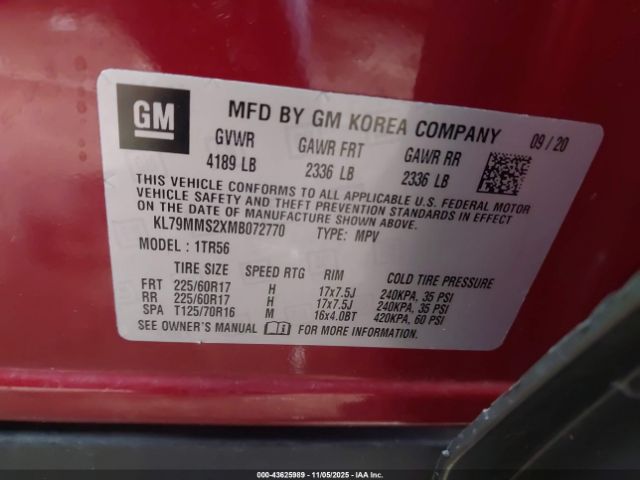 GM
MFD BY GM KOREA COMPANY
09/20
GVWR GAWR FRT GAWR RR
4189 LB 2336 LB 2336 LB
THIS VEHICLE CONFORMS TO ALL APPLICABLE U.S. FEDERAL MOTOR
VEHICLE SAFETY AND THEFT PREVENTION STANDARDS IN EFFECT
ON THE DATE OF MANUFACTURE SHOWN ABOVE.
KL79MMS2XMB072770 TYPE: MPV
MODEL : 1TR56
TIRE SIZE SPEED RTG RIM COLD TIRE PRESSURE
FRT 225/60R17 H 17x7.5J 240KPA, 35 PSI
RR 225/60R17 H 17x7.5J 240KPA, 35 PSI
SPA T125/70R16 M 16x4.0BT 420KPA, 60 PSI
SEE OWNER'S MANUAL FOR MORE INFORMATION.
000-43625989 - 11/05/2025 - IAA Inc.